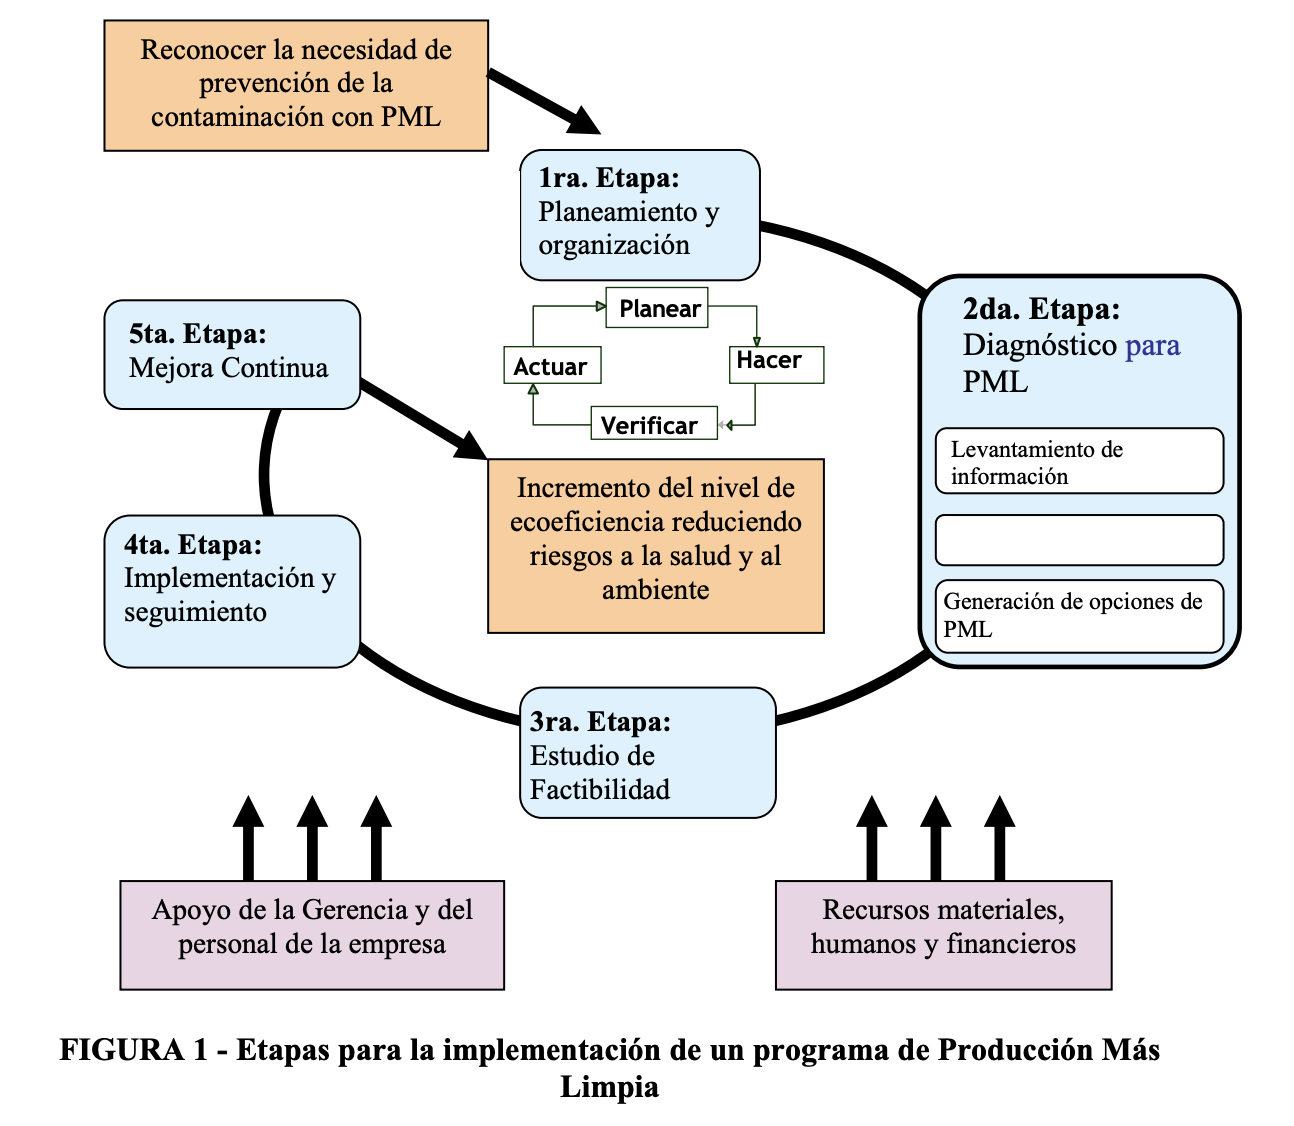 Reconocer la necesidad de
prevención de la
contaminación con PML
1ra. Etapa:
Planeamiento y
organización
2da. Etapa:
Diagnóstico para
PML
Levantamiento de
información
Generación de opciones de
PML
Planear
Hacer
Verificar
Actuar
5ta. Etapa:
Mejora Continua
Incremento del nivel de
ecoeficiencia reduciendo
riesgos a la salud y al
ambiente
4ta. Etapa:
Implementación y
seguimiento
3ra. Etapa:
Estudio de
Factibilidad
Apoyo de la Gerencia y del
personal de la empresa
Recursos materiales,
humanos y financieros
FIGURA 1 - Etapas para la implementación de un programa de Producción Más
Limpia